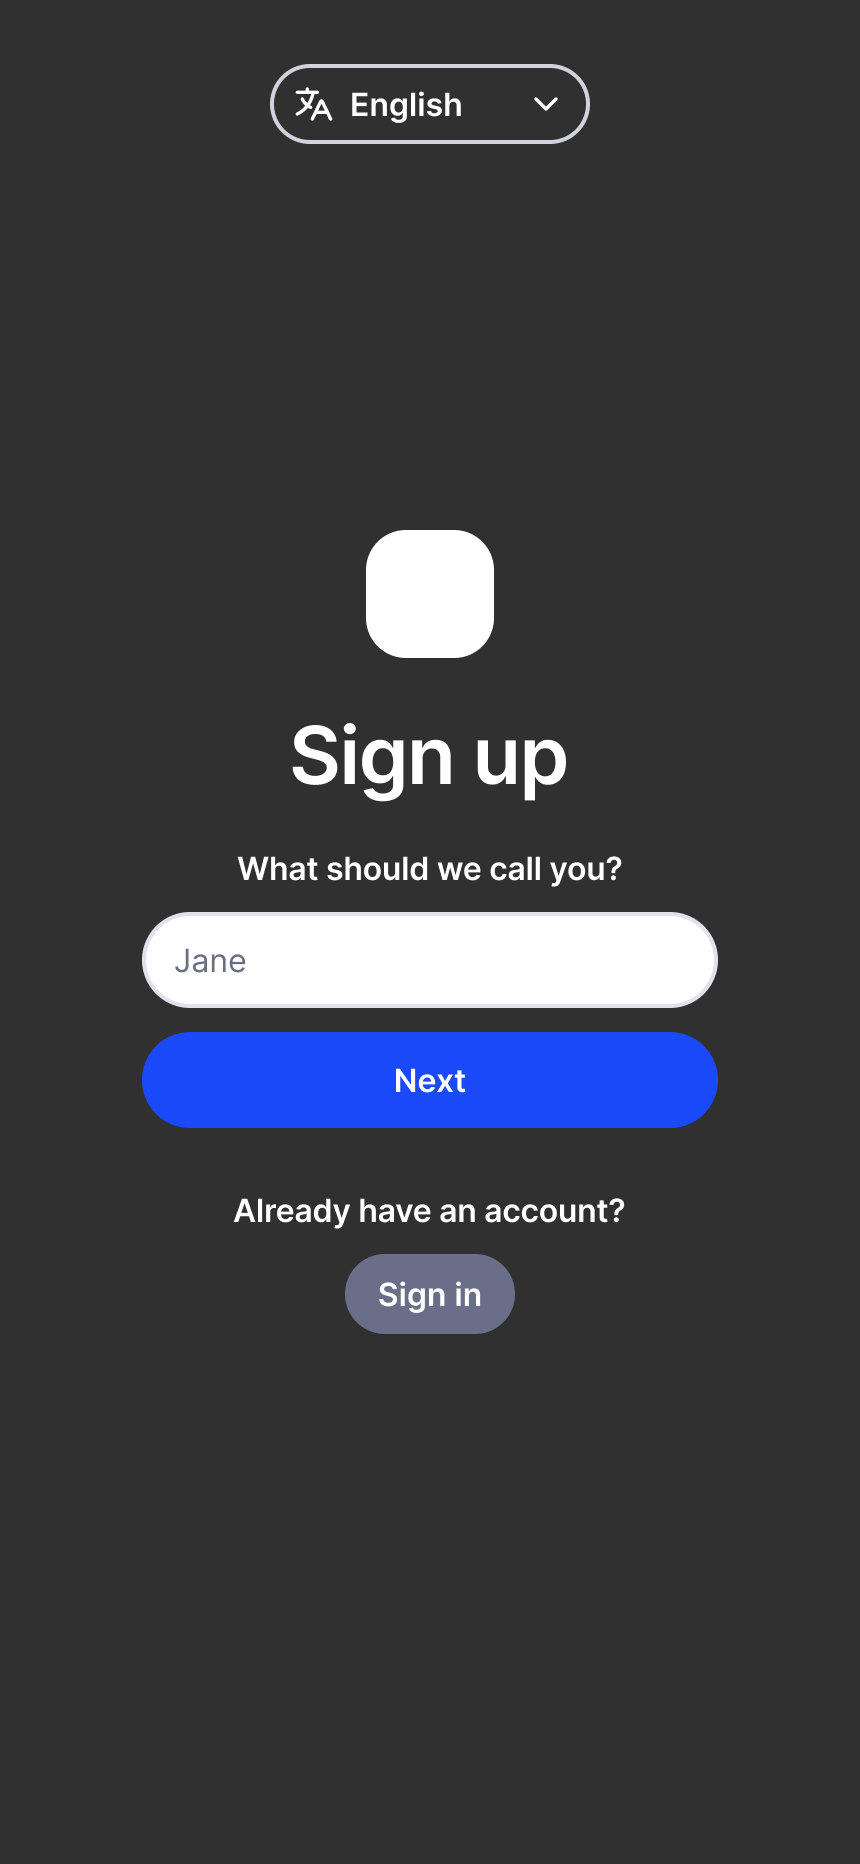 English
Sign up
What should we call you?
Jane
Next
Already have an account?
Sign in